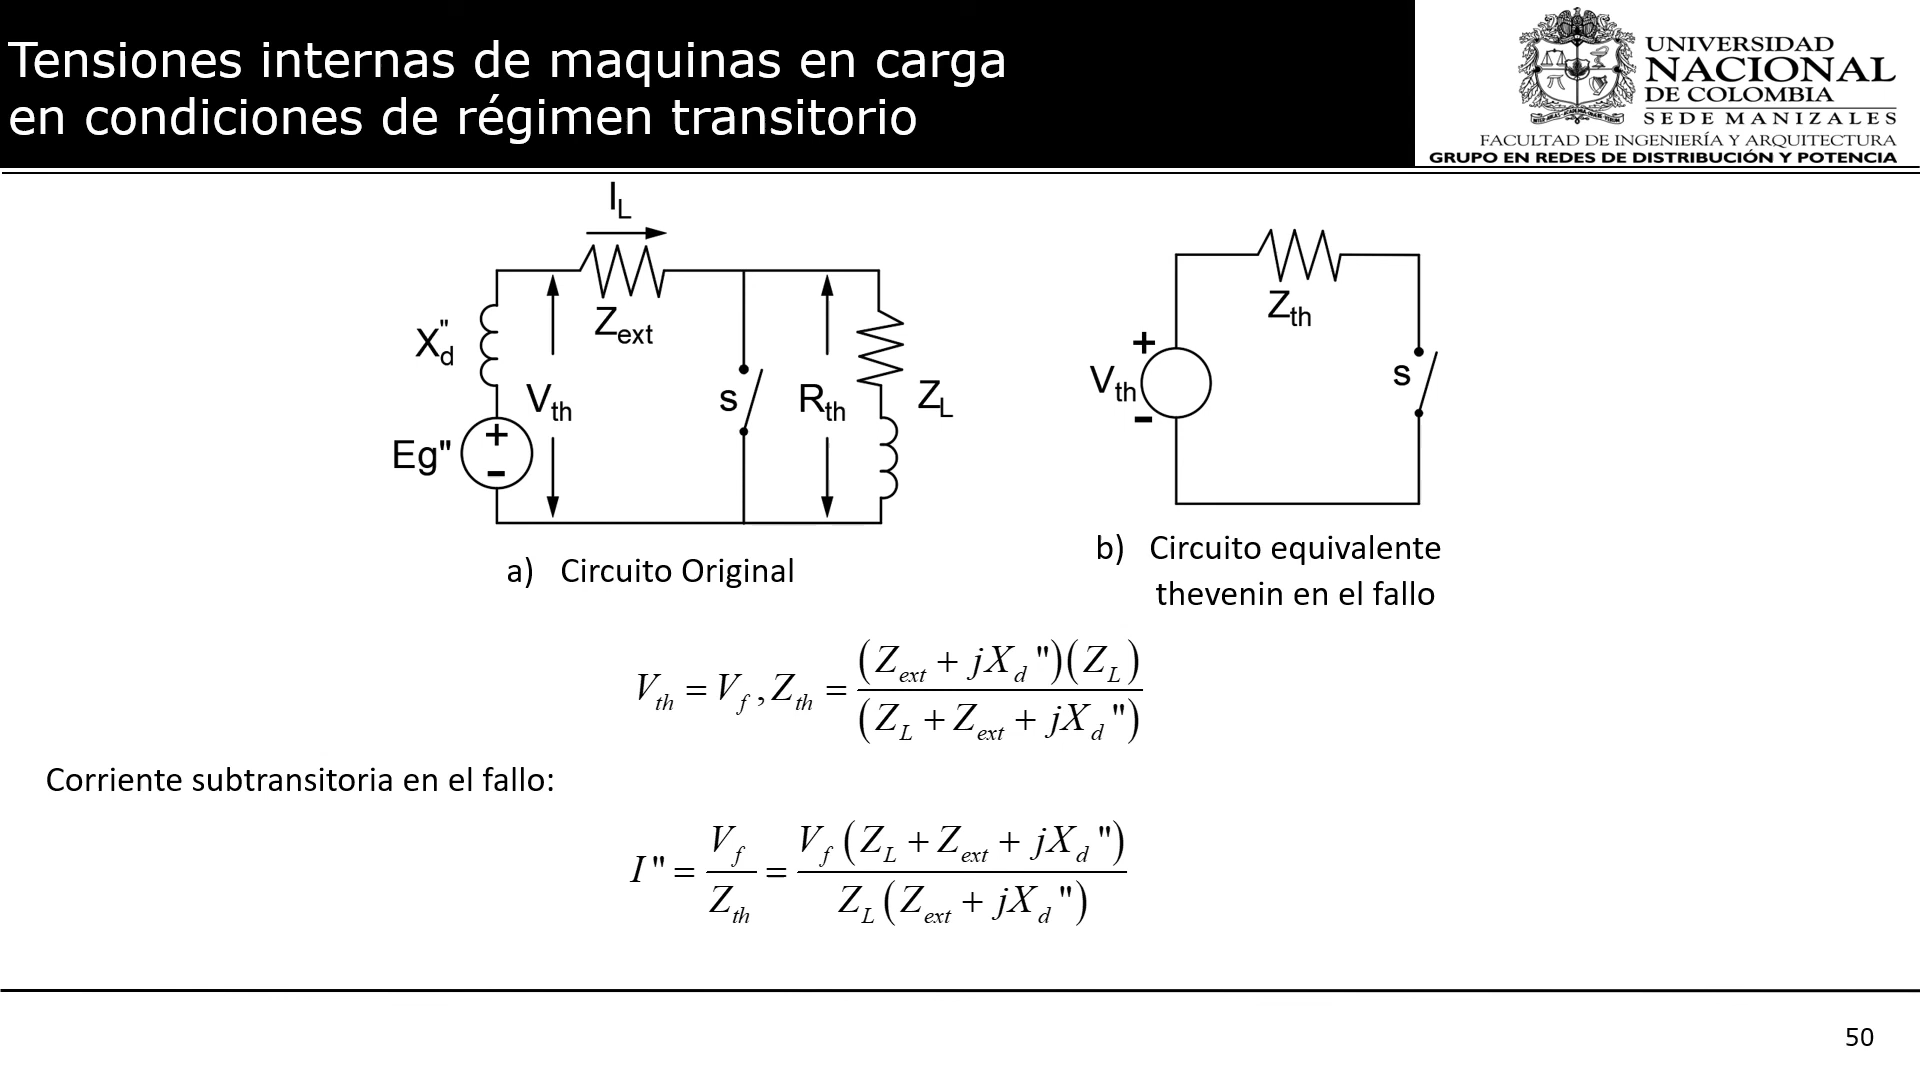 Tensiones internas de maquinas en carga
en condiciones de régimen transitorio
UNIVERSIDAD
NACIONAL
DE COLOMBIA
SEDE MANIZALES
FACULTAD DE INGENIERÍA Y ARQUITECTURA
GRUPO EN REDES DE DISTRIBUCIÓN Y POTENCIA
I_L
Z_ext
X_d"
V_th
Eg"
+
-
s
R_th
Z_L
a) Circuito Original
Z_th
V_th
+
-
s
b) Circuito equivalente
thevenin en el fallo
V_th = V_f , Z_th = (Z_ext + jX_d ")(Z_L) / (Z_L + Z_ext + jX_d ")
Corriente subtransitoria en el fallo:
I " = V_f / Z_th = V_f (Z_L + Z_ext + jX_d ") / Z_L (Z_ext + jX_d ")
50